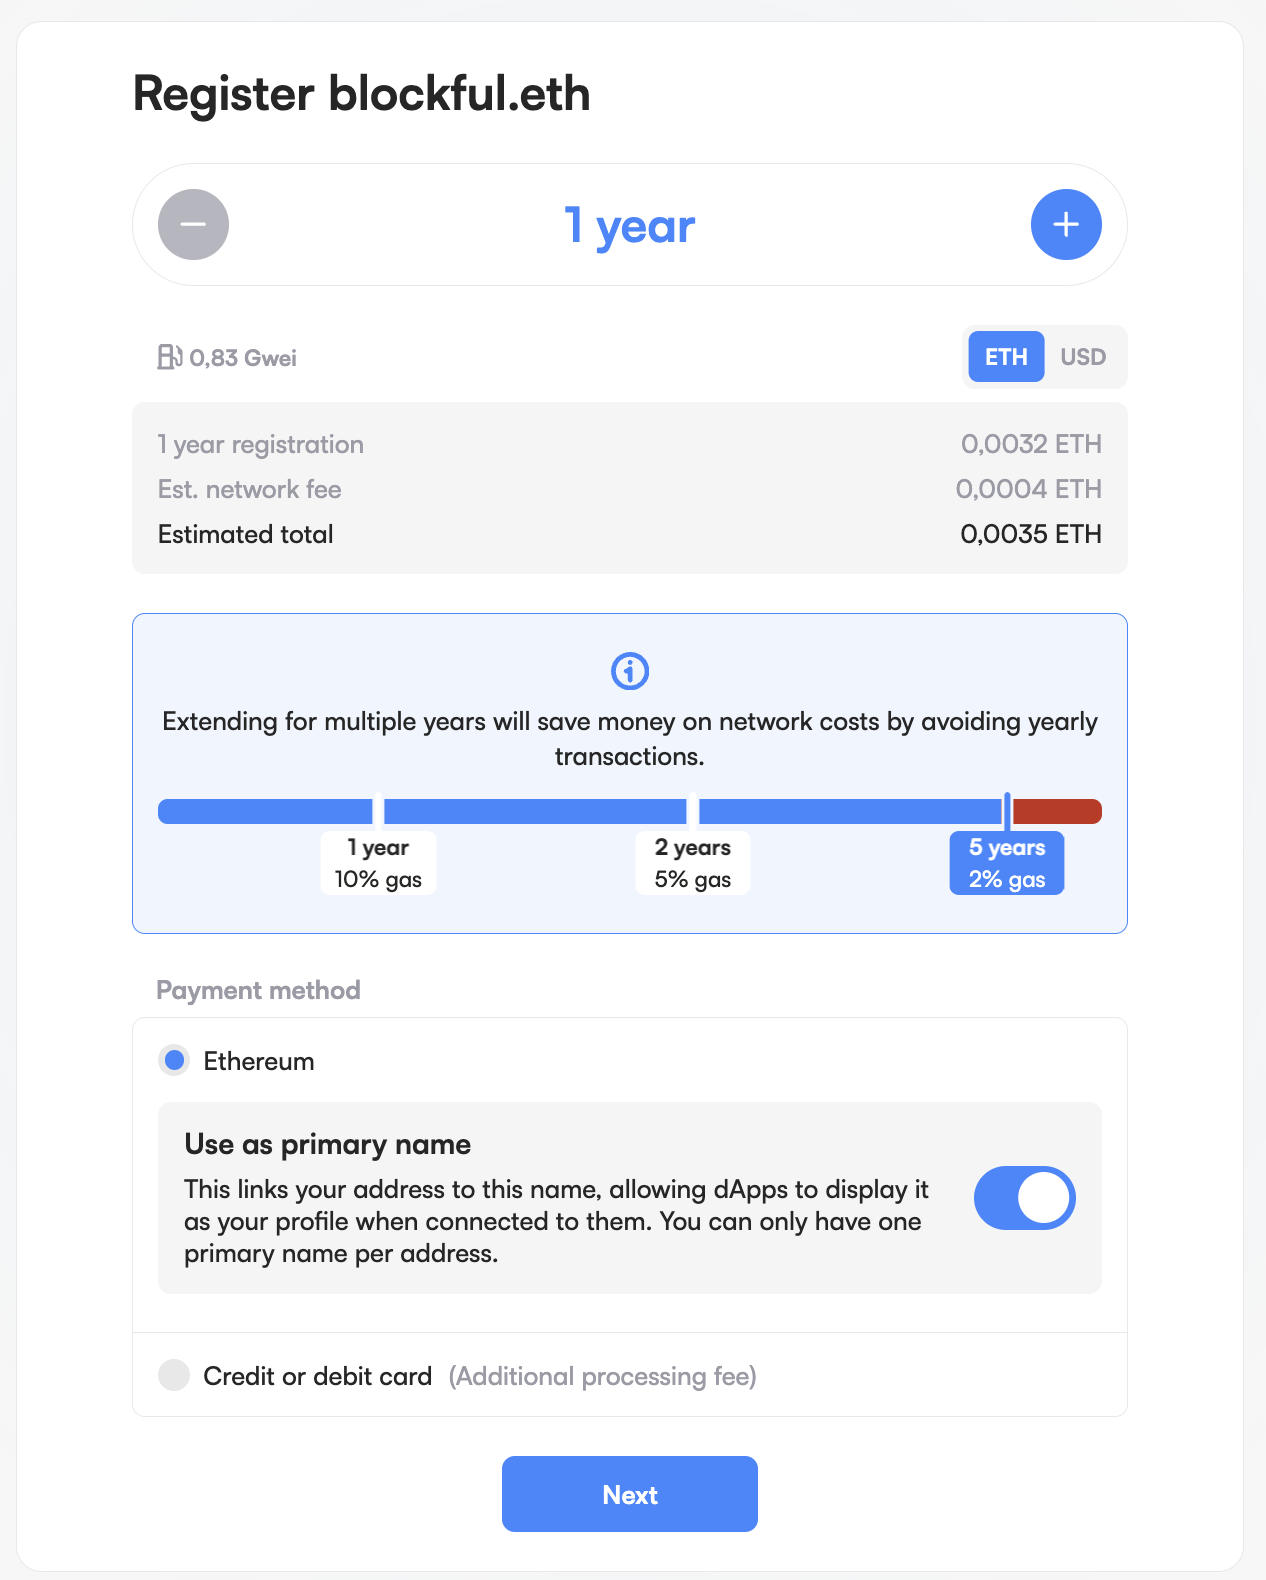 Register blockful.eth
1 year
0,83 Gwei
ETH USD
1 year registration 0,0032 ETH
Est. network fee 0,0004 ETH
Estimated total 0,0035 ETH
Extending for multiple years will save money on network costs by avoiding yearly
transactions.
1 year 2 years 5 years
10% gas 5% gas 2% gas
Payment method
Ethereum
Use as primary name
This links your address to this name, allowing dApps to display it
as your profile when connected to them. You can only have one
primary name per address.
Credit or debit card (Additional processing fee)
Next